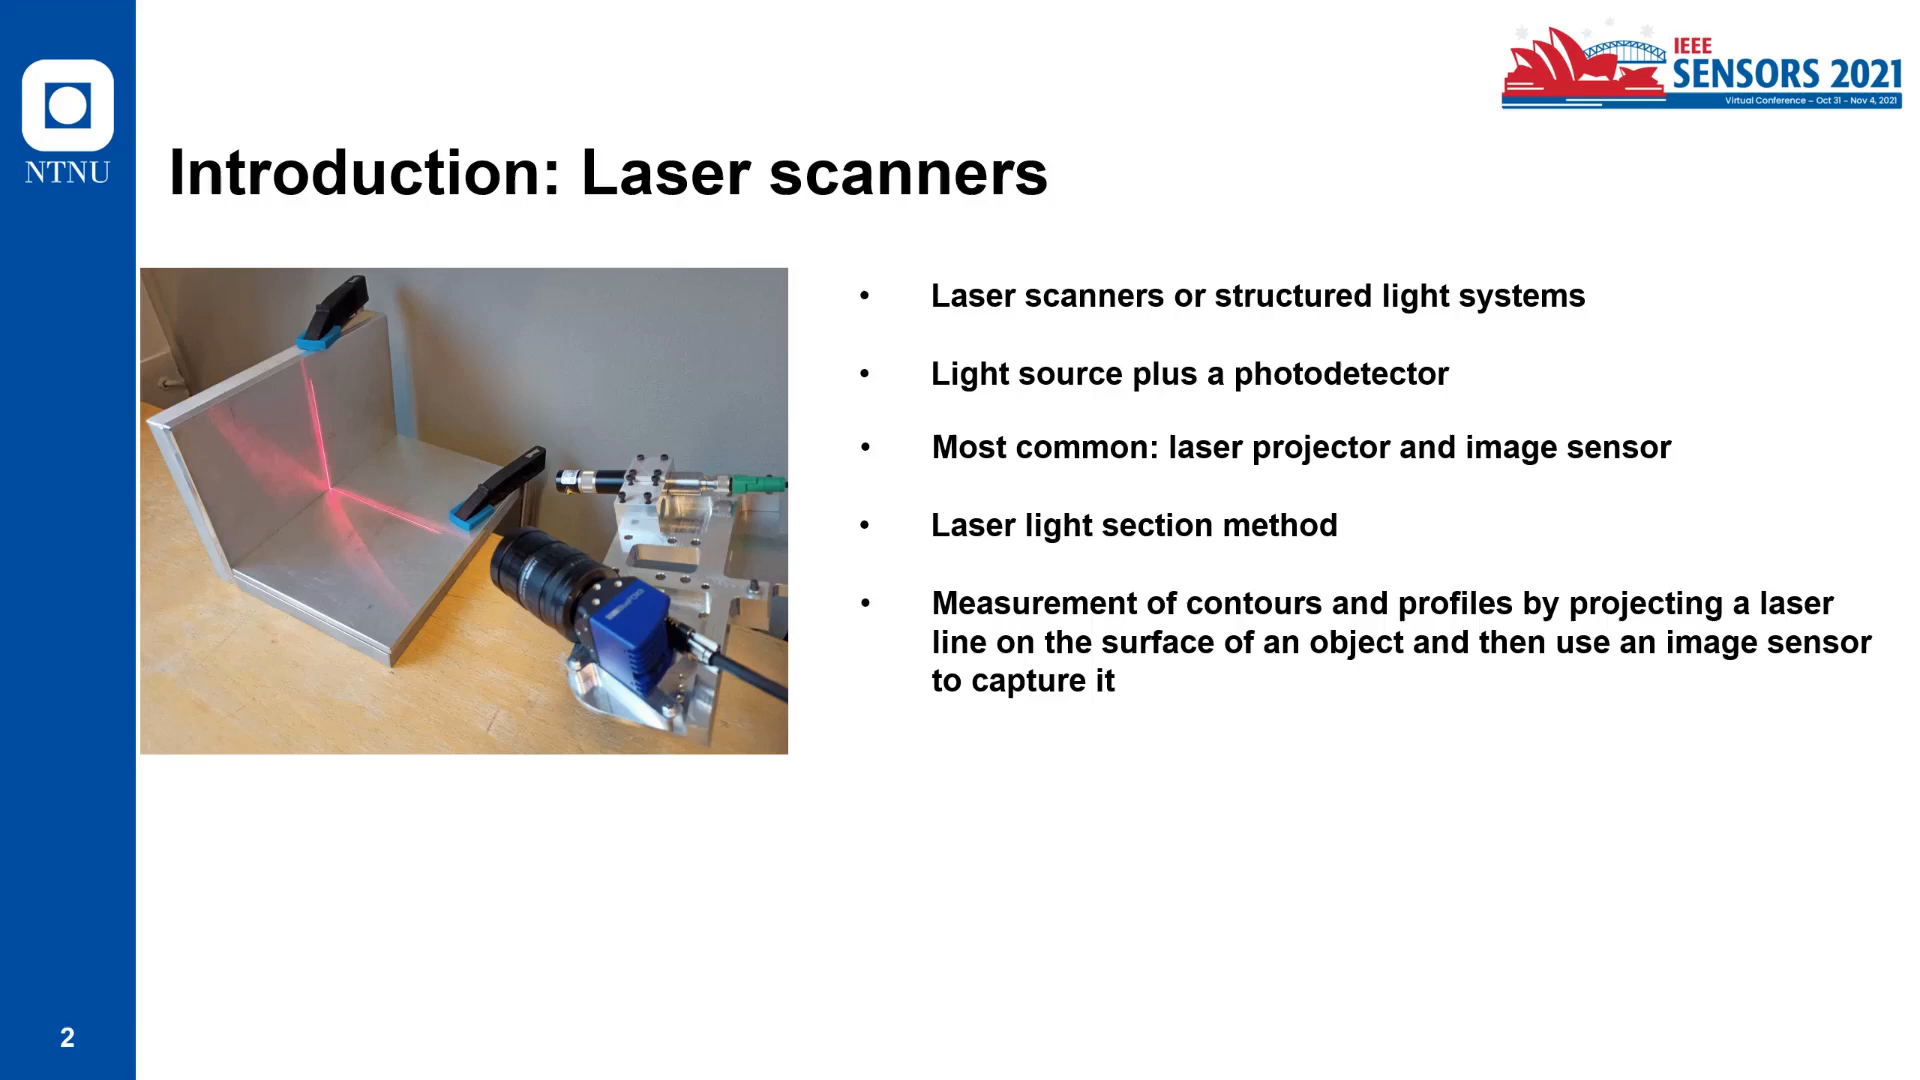 IEEE
SENSORS 2021
Virtual Conference – Oct 31 - Nov 4, 2021
NTNU
Introduction: Laser scanners
• Laser scanners or structured light systems
• Light source plus a photodetector
• Most common: laser projector and image sensor
• Laser light section method
• Measurement of contours and profiles by projecting a laser
line on the surface of an object and then use an image sensor
to capture it
2